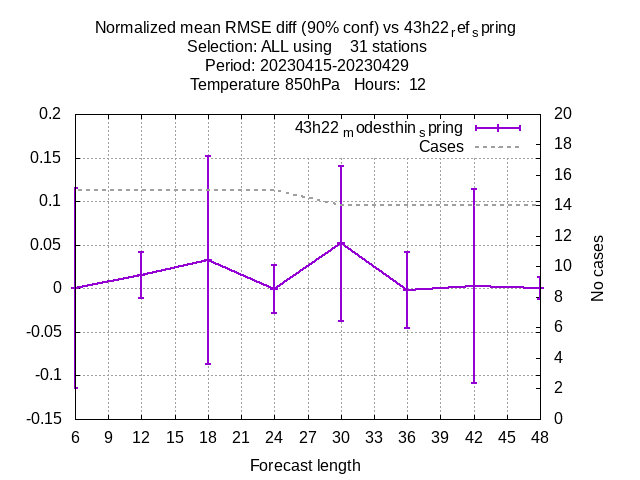 Normalized mean RMSE diff (90% conf) vs 43h22refspring
Selection: ALL using 31 stations
Period: 20230415-20230429
Temperature 850hPa Hours: 12
43h22modesthinspring
Cases
0.2
0.15
0.1
0.05
0
-0.05
-0.1
-0.15
20
18
16
14
12
10
8
6
4
2
0
No cases
6 9 12 15 18 21 24 27 30 33 36 39 42 45 48
Forecast length